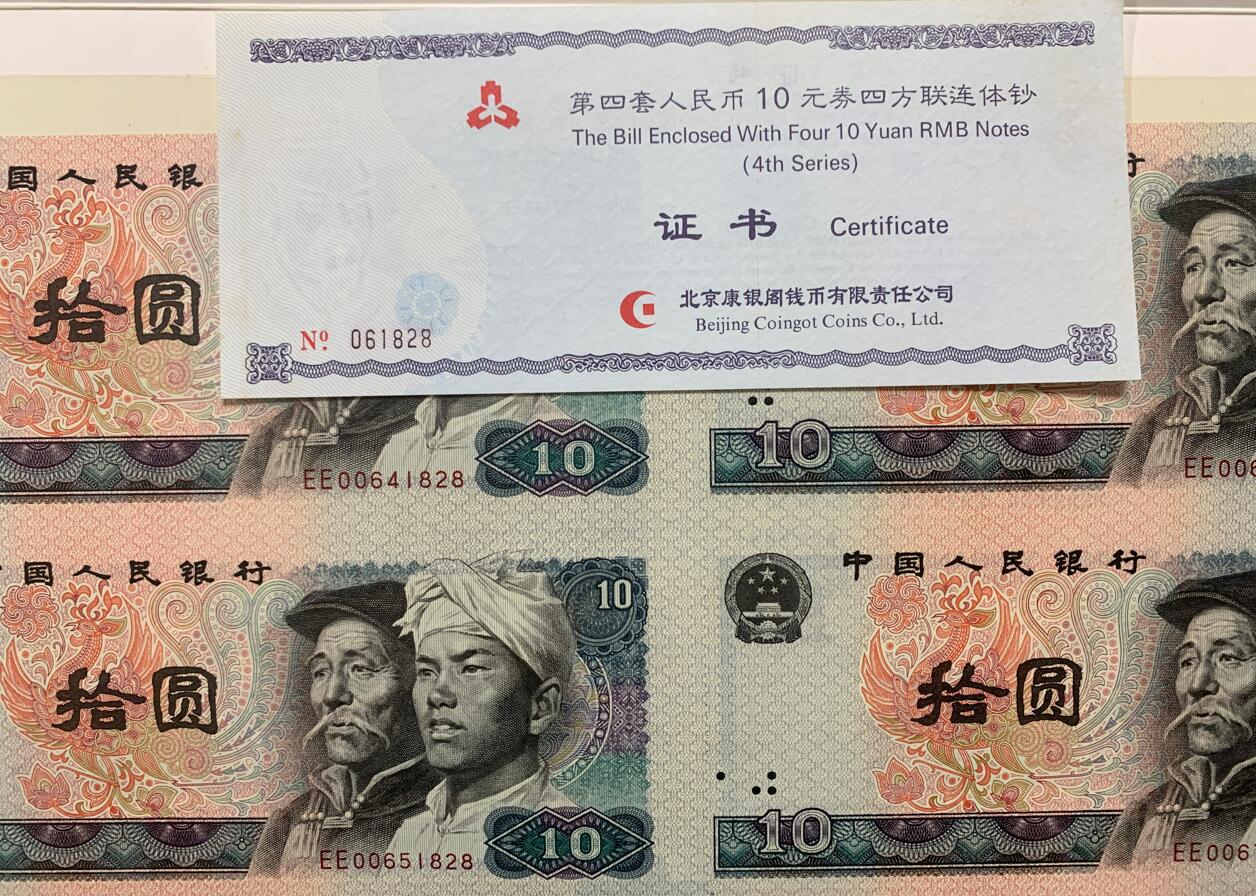 第四套人民币10元券四方联连体钞
The Bill Enclosed With Four 10 Yuan RMB Notes
(4th Series)
证书 Certificate
北京康银阁钱币有限责任公司
Beijing Coingot Coins Co., Ltd.
Nº 061828
国人民银
行
拾圆
EE00641828
10
10
EE006
国人民银行
10
中国人民银行
拾圆
拾圆
EE00651828
10
10
EE006